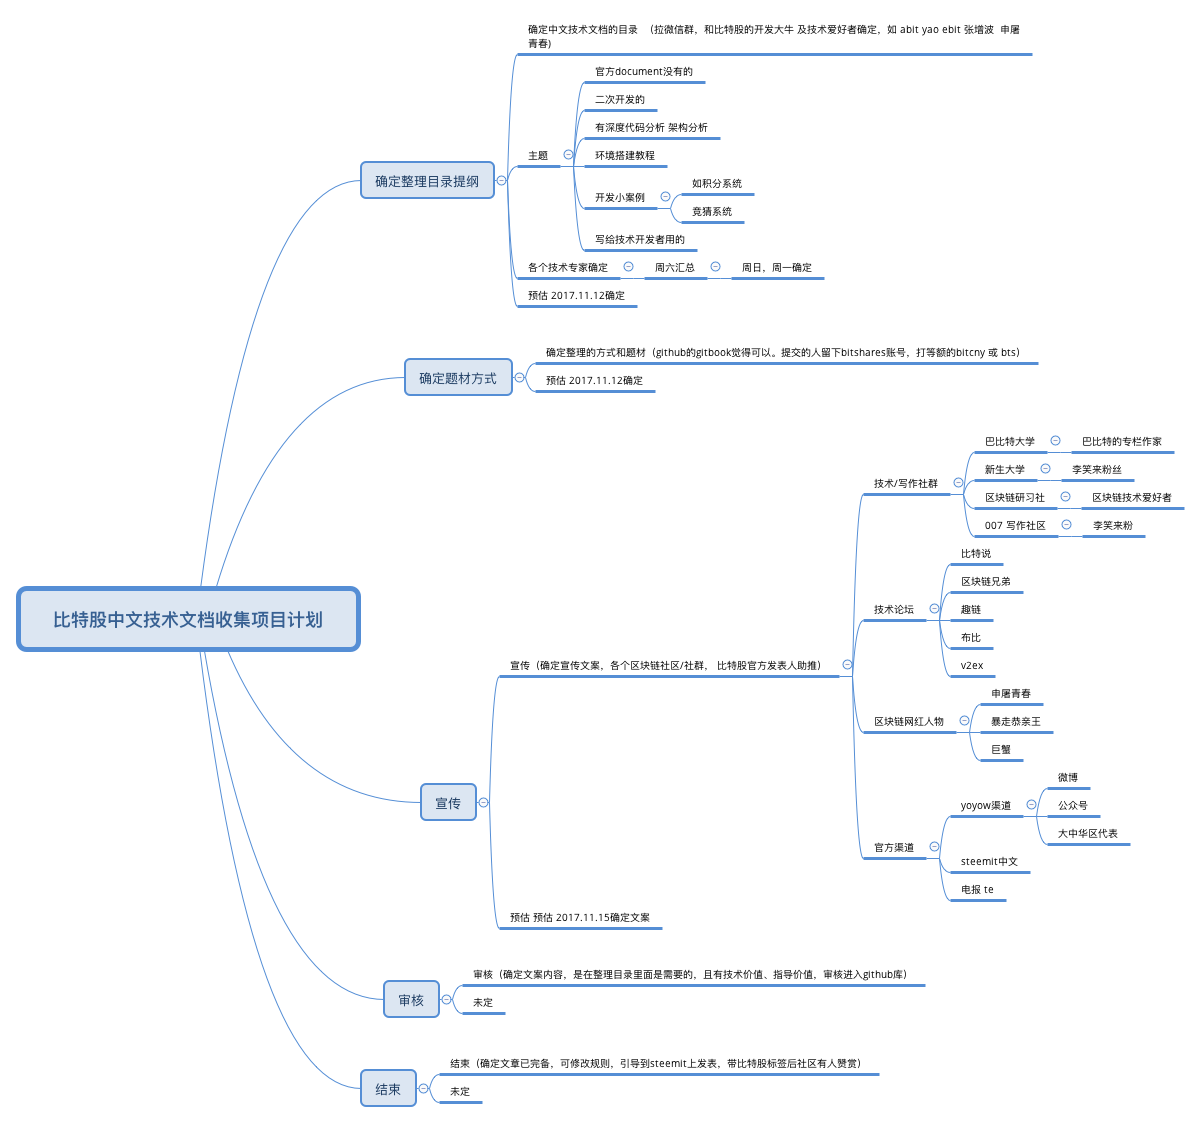 比特股中文技术文档收集项目计划
确定整理目录提纲
确定中文技术文档的目录 （拉微信群，和比特股的开发大牛 及技术爱好者确定，如 abit yao ebit 张增波 申屠
青春)
主题
官方document没有的
二次开发的
有深度代码分析 架构分析
环境搭建教程
开发小案例
如积分系统
竞猜系统
写给技术开发者用的
各个技术专家确定
周六汇总
周日，周一确定
预估 2017.11.12确定
确定题材方式
确定整理的方式和题材（github的gitbook觉得可以。提交的人留下bitshares账号，打等额的bitcny 或 bts）
预估 2017.11.12确定
宣传
宣传（确定宣传文案，各个区块链社区/社群， 比特股官方发表人助推）
技术/写作社群
巴比特大学
巴比特的专栏作家
新生大学
李笑来粉丝
区块链研习社
区块链技术爱好者
007 写作社区
李笑来粉
技术论坛
比特说
区块链兄弟
趣链
布比
v2ex
区块链网红人物
申屠青春
暴走恭亲王
巨蟹
官方渠道
yoyow渠道
微博
公众号
大中华区代表
steemit中文
电报 te
预估 预估 2017.11.15确定文案
审核
审核（确定文案内容，是在整理目录里面是需要的，且有技术价值、指导价值，审核进入github库）
未定
结束
结束（确定文章已完备，可修改规则，引导到steemit上发表，带比特股标签后社区有人赞赏）
未定